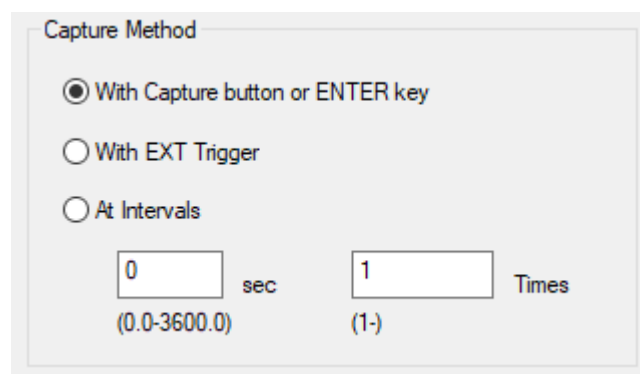 Capture Method
With Capture button or ENTER key
With EXT Trigger
At Intervals
0 sec 1 Times
(0.0-3600.0) (1-)